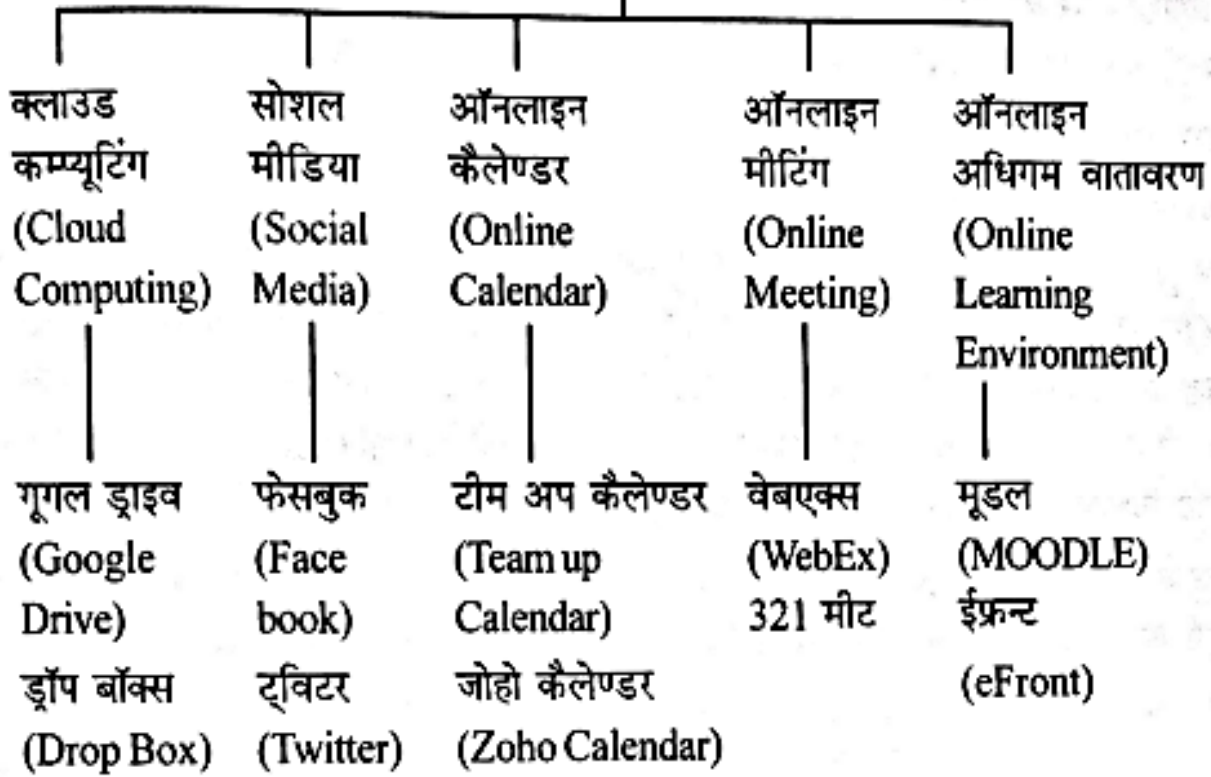 क्लाउड
कम्प्यूटिंग
(Cloud
Computing)
सोशल
मीडिया
(Social
Media)
ऑनलाइन
कैलेण्डर
(Online
Calendar)
ऑनलाइन
मीटिंग
(Online
Meeting)
ऑनलाइन
अधिगम वातावरण
(Online
Learning
Environment)
गूगल ड्राइव
(Google
Drive)
ड्रॉप बॉक्स
(Drop Box)
फेसबुक
(Face
book)
ट्विटर
(Twitter)
टीम अप कैलेण्डर
(Team up
Calendar)
जोहो कैलेण्डर
(Zoho Calendar)
वेबएक्स
(WebEx)
321 मीट
मूडल
(MOODLE)
ईफ्रन्ट
(eFront)